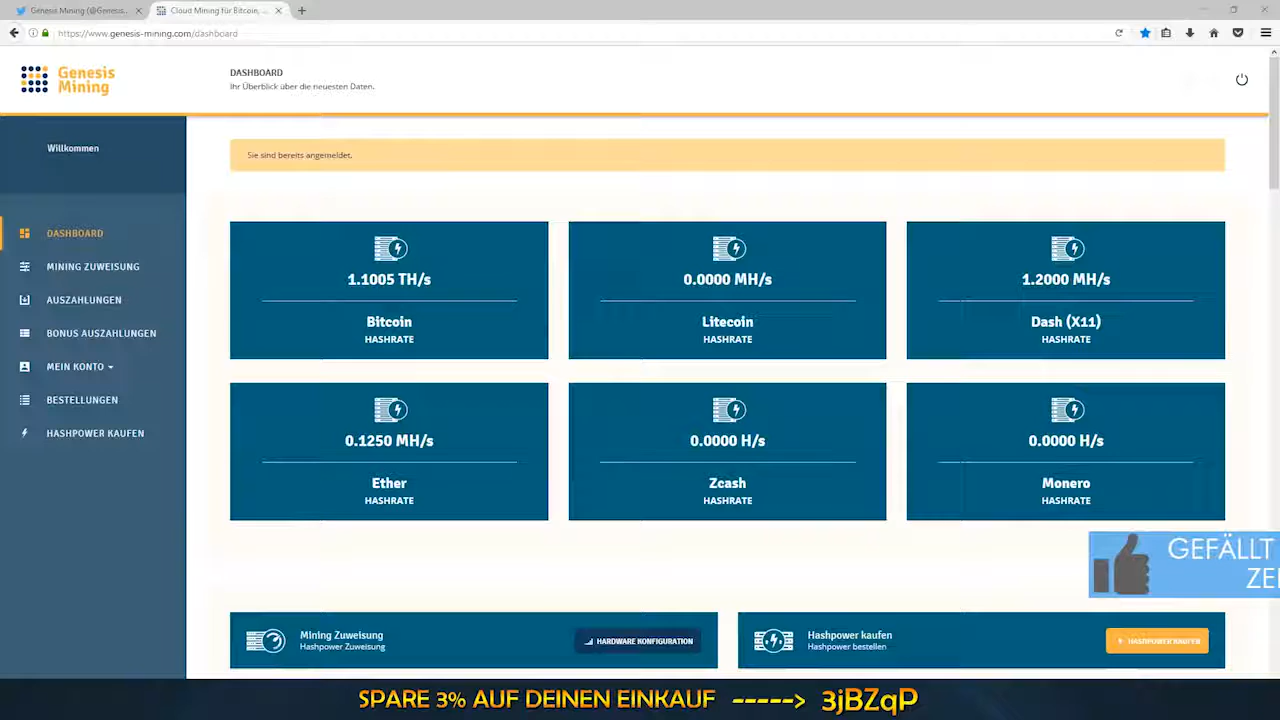 Genesis Mining (@Genesis..
Cloud Mining für Bitcoin, ...
https://www.genesis-mining.com/dashboard
Genesis
Mining
DASHBOARD
Ihr Überblick über die neuesten Daten.
Willkommen
Sie sind bereits angemeldet.
DASHBOARD
MINING ZUWEISUNG
AUSZAHLUNGEN
BONUS AUSZAHLUNGEN
MEIN KONTO
BESTELLUNGEN
HASHPOWER KAUFEN
1.1005 TH/s
Bitcoin
HASHRATE
0.0000 MH/s
Litecoin
HASHRATE
1.2000 MH/s
Dash (X11)
HASHRATE
0.1250 MH/s
Ether
HASHRATE
0.0000 H/s
Zcash
HASHRATE
0.0000 H/s
Monero
HASHRATE
GEFÄLLT
ZE
Mining Zuweisung
Hashpower Zuweisung
HARDWARE KONFIGURATION
Hashpower kaufen
Hashpower bestellen
HASHPOWER KAUFEN
SPARE 3% AUF DEINEN EINKAUF -----> 3jBZqP